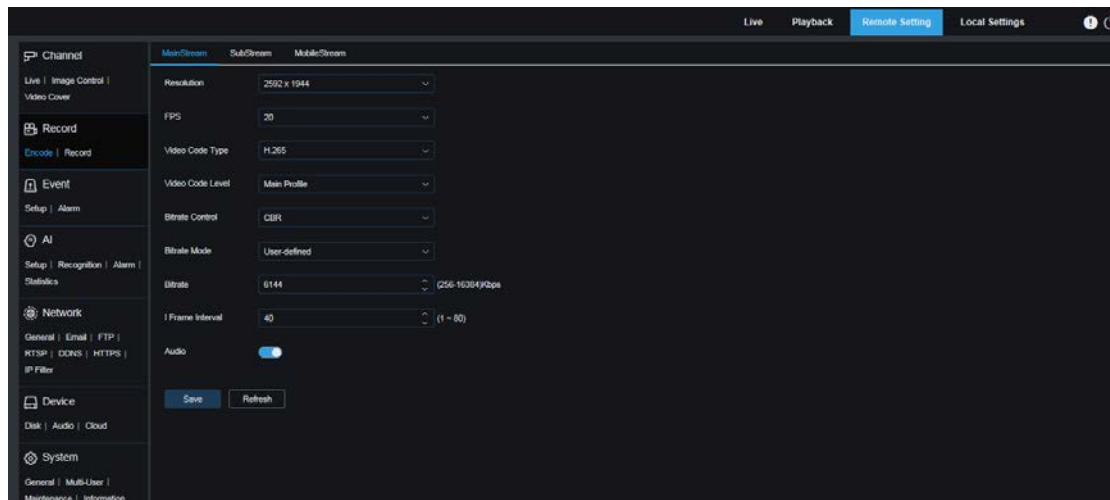 Live Playback Remote Setting Local Settings
Channel
Live | Image Control |
Video Cover
Record
Encode | Record
Event
Setup | Alarm
AI
Setup | Recognition | Alarm |
Statistics
Network
General | Email | FTP |
RTSP | DDNS | HTTPS |
IP Filter
Device
Disk | Audio | Cloud
System
General | Multi-User |
Maintenance | Information
MainStream SubStream MobileStream
Resolution 2592 x 1944
FPS 20
Video Code Type H.265
Video Code Level Main Profile
Bitrate Control CBR
Bitrate Mode User-defined
Bitrate 6144 (256-16384)Kbps
I Frame Interval 40 (1 ~ 80)
Audio
Save Refresh